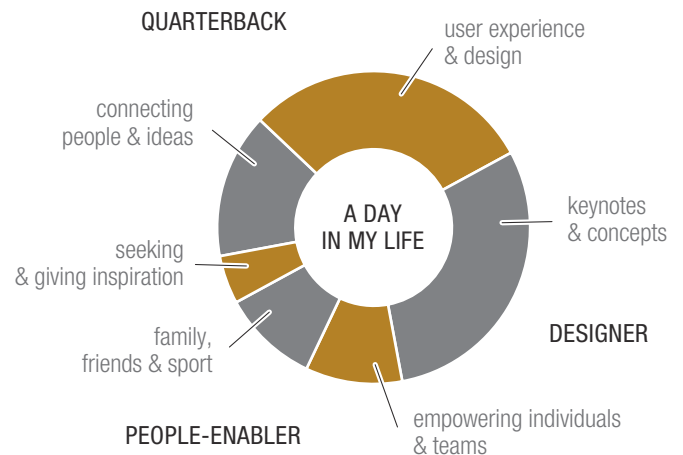 QUARTERBACK
user experience
& design
connecting
people & ideas
A DAY
IN MY LIFE
keynotes
& concepts
seeking
& giving inspiration
family,
friends & sport
DESIGNER
PEOPLE-ENABLER
empowering individuals
& teams